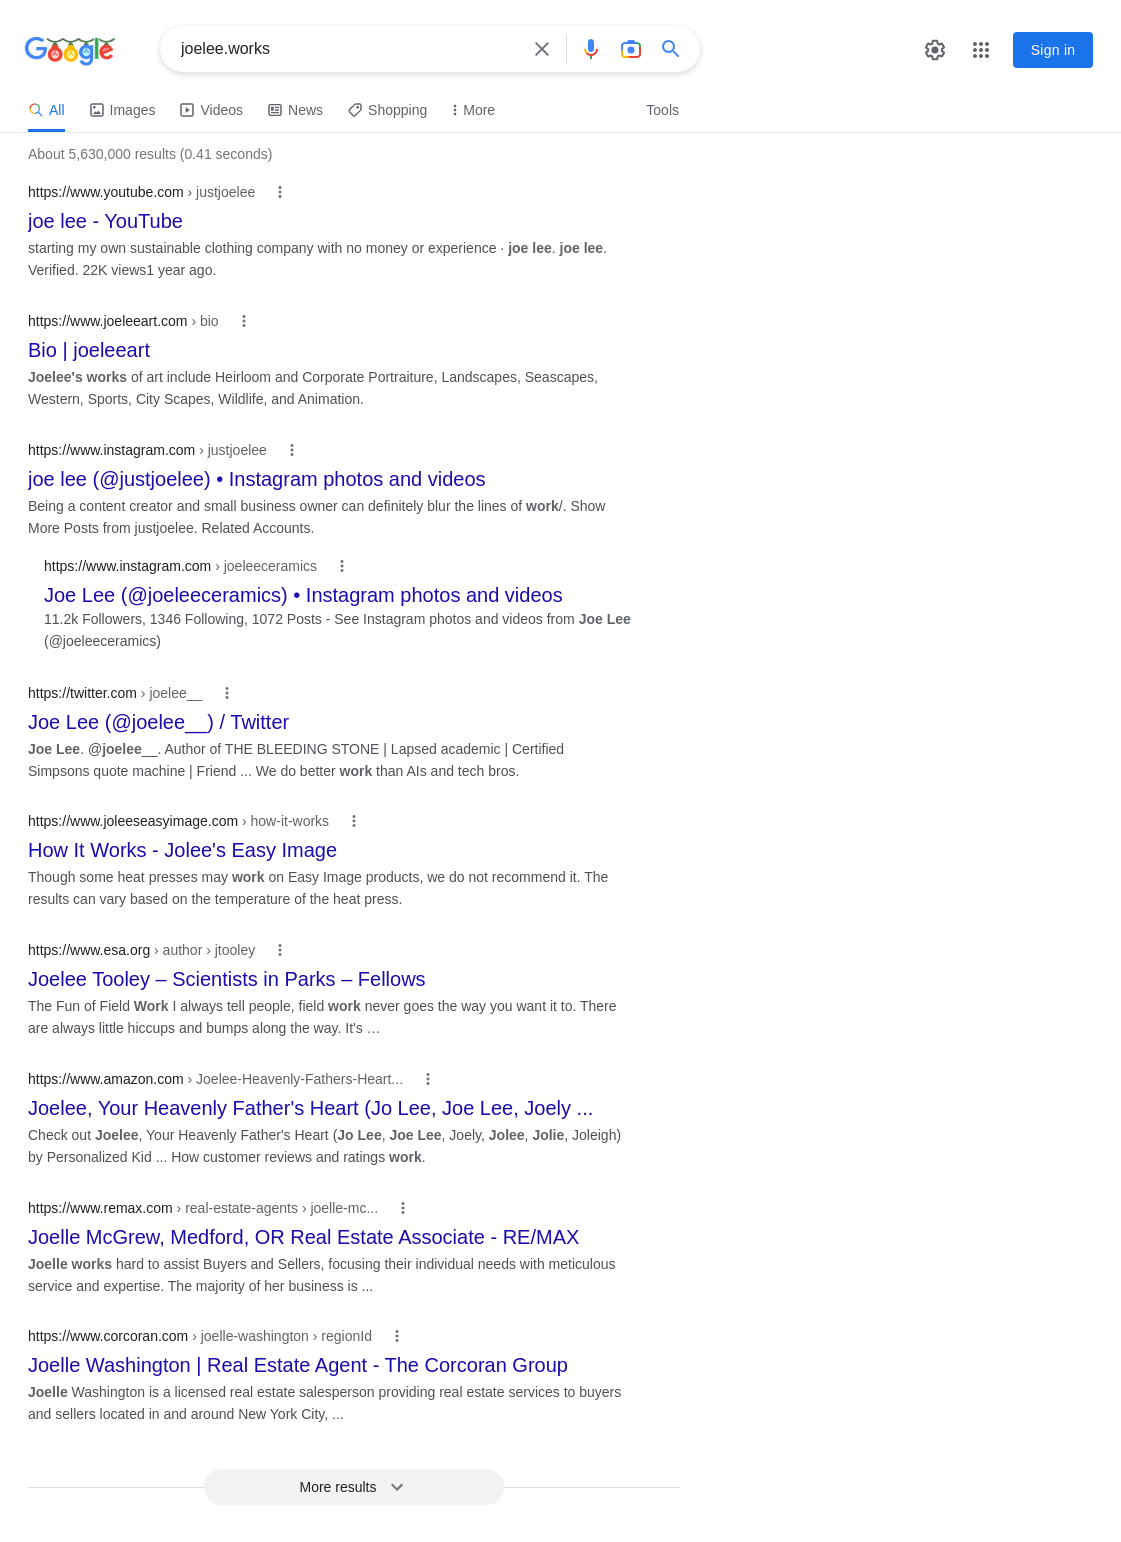 Google
joelee.works
Sign in
All
Images
Videos
News
Shopping
More
Tools
About 5,630,000 results (0.41 seconds)
https://www.youtube.com › justjoelee
joe lee - YouTube
starting my own sustainable clothing company with no money or experience · joe lee. joe lee.
Verified. 22K views1 year ago.
https://www.joeleeart.com › bio
Bio | joeleeart
Joelee's works of art include Heirloom and Corporate Portraiture, Landscapes, Seascapes,
Western, Sports, City Scapes, Wildlife, and Animation.
https://www.instagram.com › justjoelee
joe lee (@justjoelee) • Instagram photos and videos
Being a content creator and small business owner can definitely blur the lines of work/. Show
More Posts from justjoelee. Related Accounts.
https://www.instagram.com › joeleeceramics
Joe Lee (@joeleeceramics) • Instagram photos and videos
11.2k Followers, 1346 Following, 1072 Posts - See Instagram photos and videos from Joe Lee
(@joeleeceramics)
https://twitter.com › joelee__
Joe Lee (@joelee__) / Twitter
Joe Lee. @joelee__. Author of THE BLEEDING STONE | Lapsed academic | Certified
Simpsons quote machine | Friend ... We do better work than AIs and tech bros.
https://www.joleeseasyimage.com › how-it-works
How It Works - Jolee's Easy Image
Though some heat presses may work on Easy Image products, we do not recommend it. The
results can vary based on the temperature of the heat press.
https://www.esa.org › author › jtooley
Joelee Tooley – Scientists in Parks – Fellows
The Fun of Field Work I always tell people, field work never goes the way you want it to. There
are always little hiccups and bumps along the way. It's …
https://www.amazon.com › Joelee-Heavenly-Fathers-Heart...
Joelee, Your Heavenly Father's Heart (Jo Lee, Joe Lee, Joely ...
Check out Joelee, Your Heavenly Father's Heart (Jo Lee, Joe Lee, Joely, Jolee, Jolie, Joleigh)
by Personalized Kid ... How customer reviews and ratings work.
https://www.remax.com › real-estate-agents › joelle-mc...
Joelle McGrew, Medford, OR Real Estate Associate - RE/MAX
Joelle works hard to assist Buyers and Sellers, focusing their individual needs with meticulous
service and expertise. The majority of her business is ...
https://www.corcoran.com › joelle-washington › regionId
Joelle Washington | Real Estate Agent - The Corcoran Group
Joelle Washington is a licensed real estate salesperson providing real estate services to buyers
and sellers located in and around New York City, ...
More results